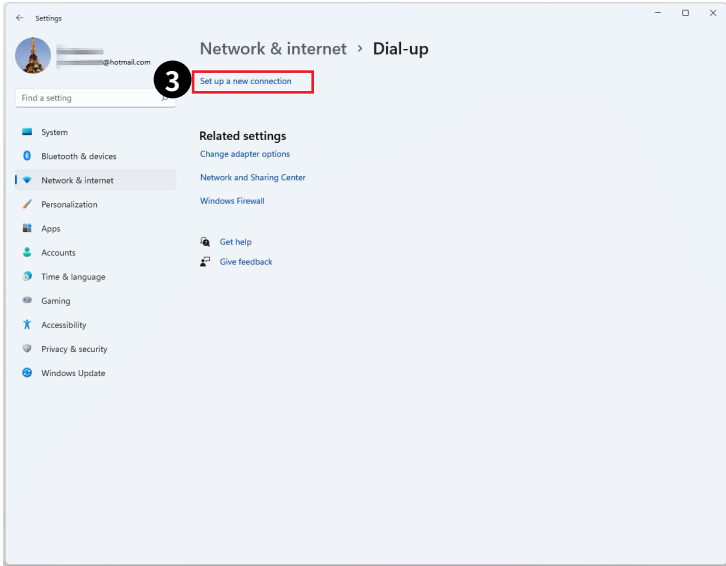 Settings
@hotmail.com
Find a setting
System
Bluetooth & devices
Network & internet
Personalization
Apps
Accounts
Time & language
Gaming
Accessibility
Privacy & security
Windows Update
Network & internet > Dial-up
3
Set up a new connection
Related settings
Change adapter options
Network and Sharing Center
Windows Firewall
Get help
Give feedback